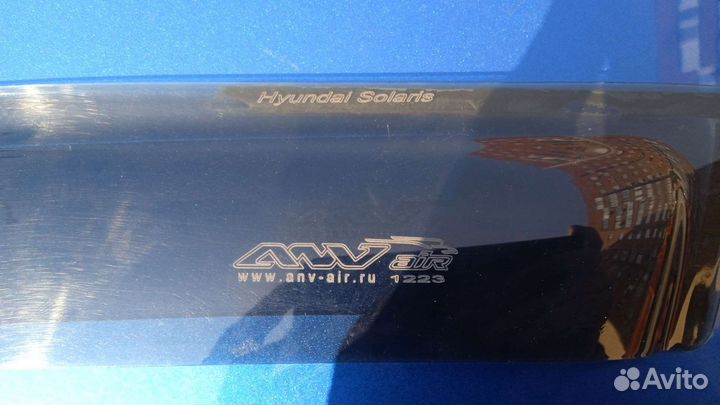 Hyundai Solaris
ANV air
www.anv-air.ru 1223
Avito